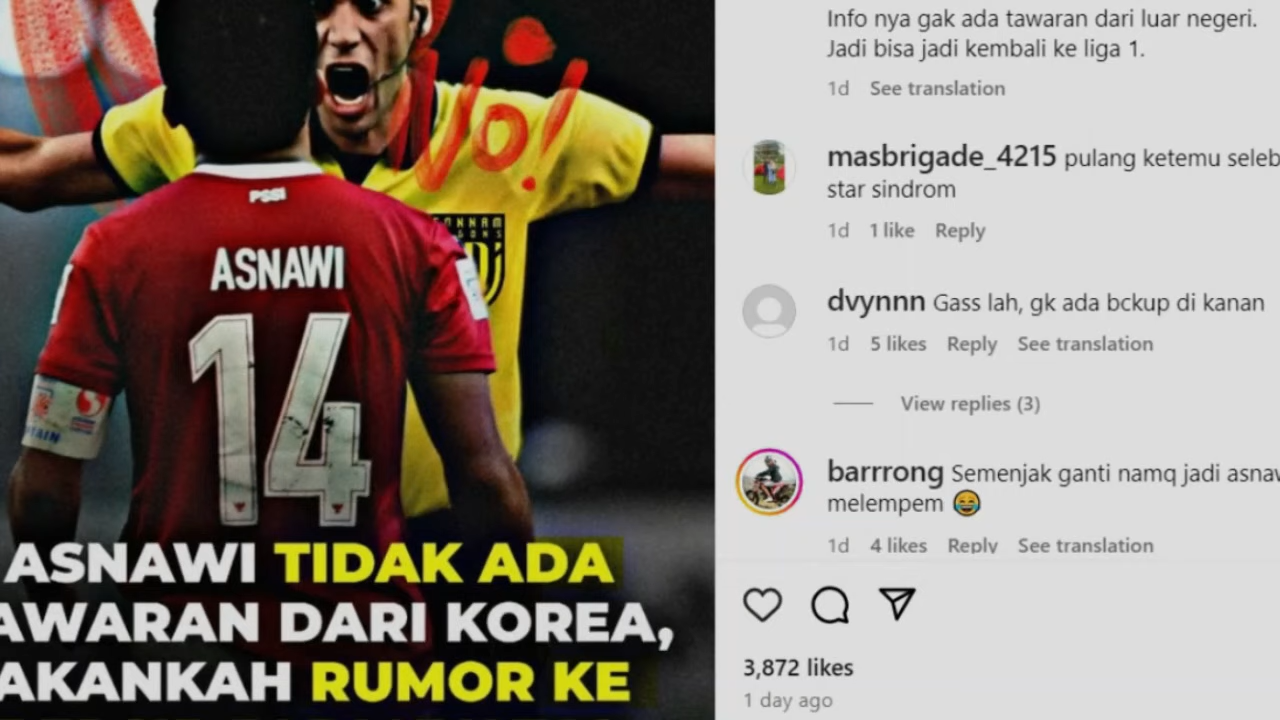 No!
PSSI
ASNAWI
14
ASNAWI TIDAK ADA
AWARAN DARI KOREA,
AKANKAH RUMOR KE
Info nya gak ada tawaran dari luar negeri.
Jadi bisa jadi kembali ke liga 1.
1d See translation
masbrigade_4215 pulang ketemu seleb
star sindrom
1d 1 like Reply
dvynnn Gass lah, gk ada bckup di kanan
1d 5 likes Reply See translation
View replies (3)
barrrong Semenjak ganti namq jadi asnaw
melempem 😂
1d 4 likes Reply See translation
3,872 likes
1 day ago